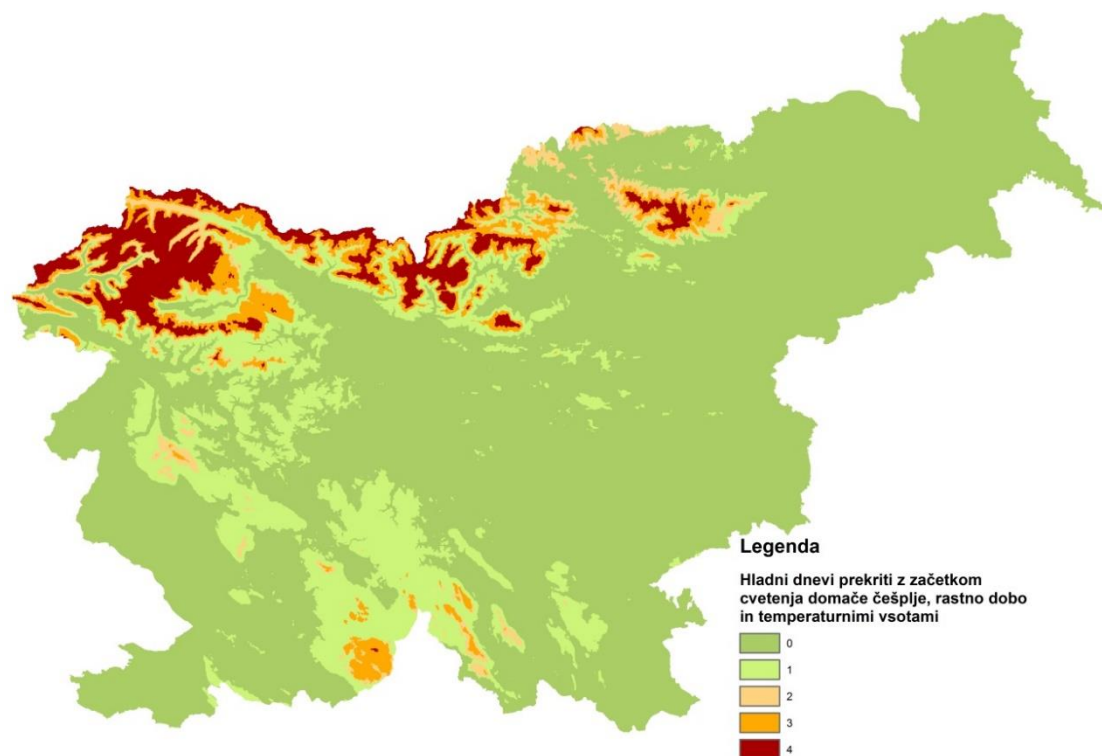 Legenda
Hladni dnevi prekriti z začetkom
cvetenja domače češplje, rastno dobo
in temperaturnimi vsotami
0
1
2
3
4